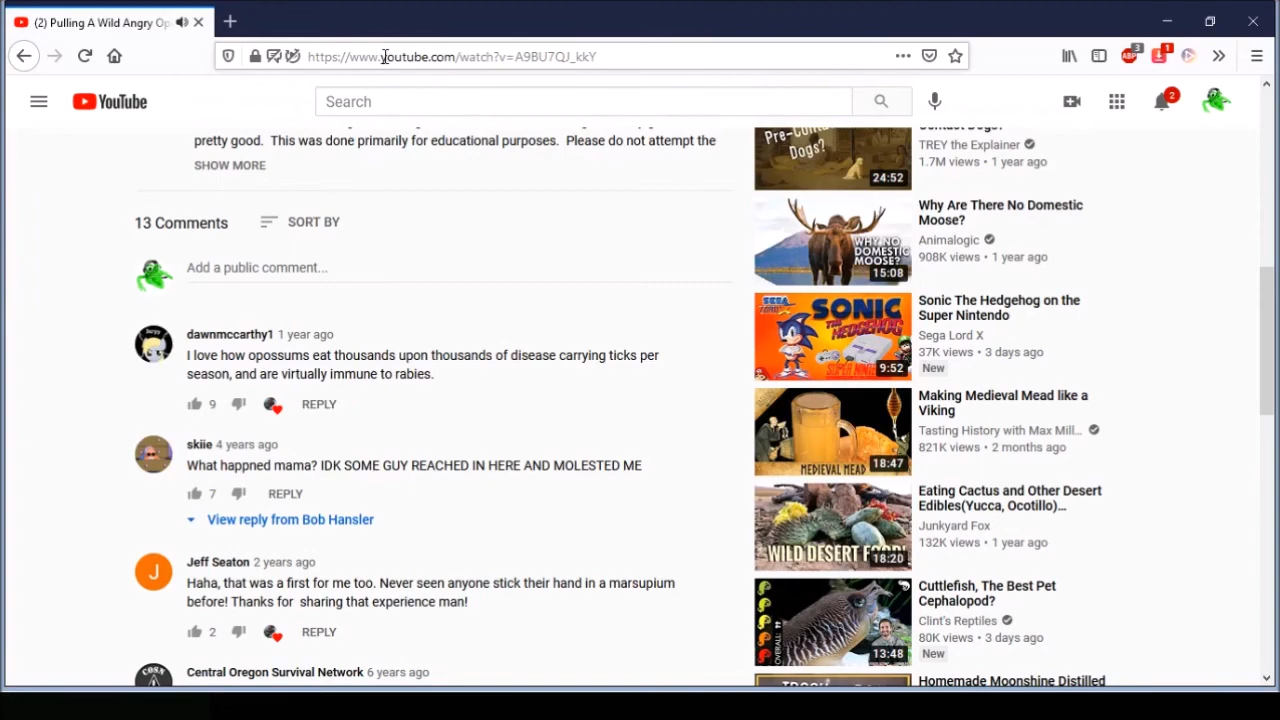 (2) Pulling A Wild Angry Op
https://www.youtube.com/watch?v=A9BU7QJ_kkY
3
1
YouTube
Search
2
pretty good. This was done primarily for educational purposes. Please do not attempt the
SHOW MORE
13 Comments
SORT BY
Add a public comment...
dawnmccarthy1 1 year ago
I love how opossums eat thousands upon thousands of disease carrying ticks per
season, and are virtually immune to rabies.
9
REPLY
skiie 4 years ago
What happned mama? IDK SOME GUY REACHED IN HERE AND MOLESTED ME
7
REPLY
View reply from Bob Hansler
J
Jeff Seaton 2 years ago
Haha, that was a first for me too. Never seen anyone stick their hand in a marsupium
before! Thanks for sharing that experience man!
2
REPLY
COSN
Central Oregon Survival Network 6 years ago
Dogs?
24:52
Contact Dogs?
TREY the Explainer
1.7M views • 1 year ago
WHY NO
DOMESTIC
MOOSE?
15:08
Why Are There No Domestic
Moose?
Animalogic
908K views • 1 year ago
SEGA
SONIC
THE HEDGEHOG
9:52
Sonic The Hedgehog on the
Super Nintendo
Sega Lord X
37K views • 3 days ago
New
MEDIEVAL MEAD
18:47
Making Medieval Mead like a
Viking
Tasting History with Max Mill...
821K views • 2 months ago
WILD DESERT FOOD!
18:20
Eating Cactus and Other Desert
Edibles(Yucca, Ocotillo)...
Junkyard Fox
132K views • 1 year ago
OVERALL:
13:48
Cuttlefish, The Best Pet
Cephalopod?
Clint's Reptiles
80K views • 3 days ago
New
Homemade Moonshine Distilled